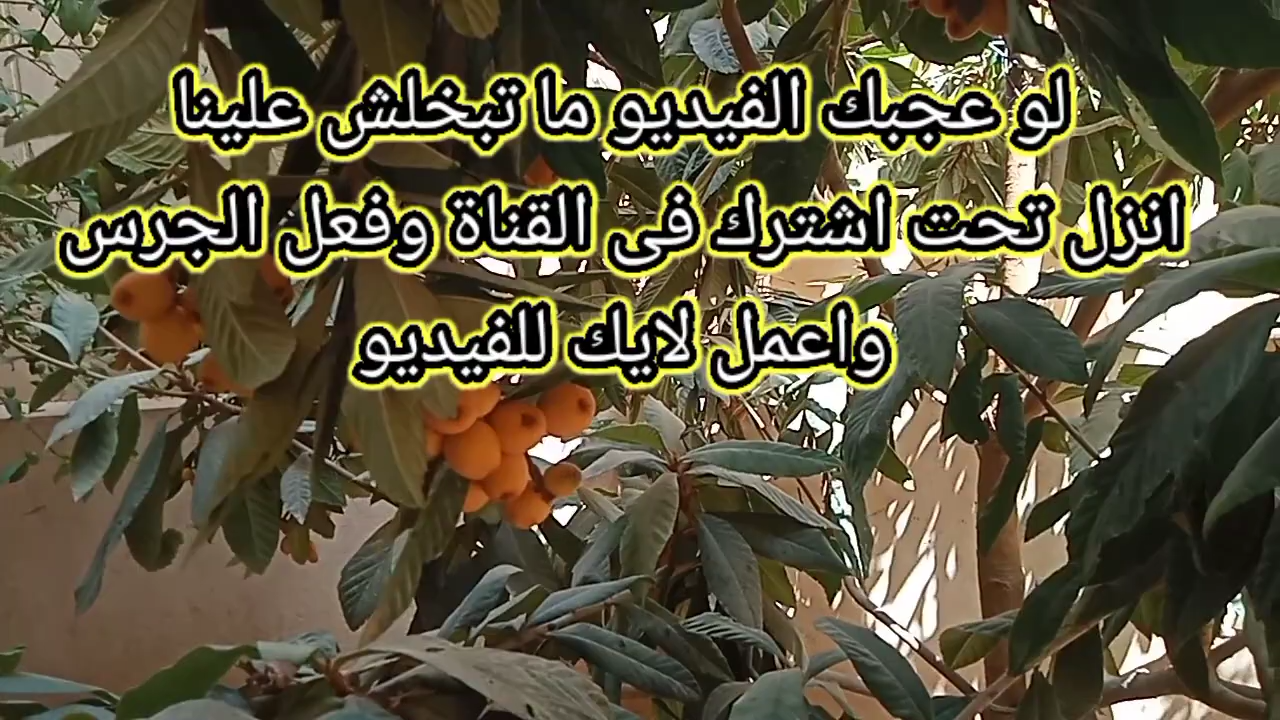 لو عجبك الفيديو ما تبخلش علينا
انزل تحت اشترك فى القناة وفعل الجرس
واعمل لايك للفيديو